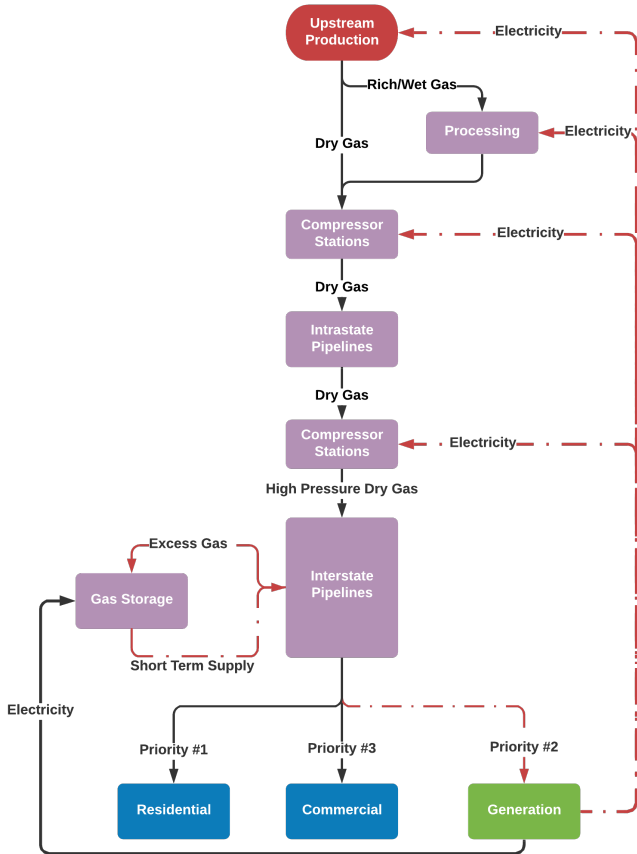 Upstream
Production
Electricity
Rich/Wet Gas
Processing
Electricity
Dry Gas
Compressor
Stations
Electricity
Dry Gas
Intrastate
Pipelines
Dry Gas
Compressor
Stations
Electricity
High Pressure Dry Gas
Excess Gas
Interstate
Pipelines
Gas Storage
Short Term Supply
Electricity
Priority #1
Priority #3
Priority #2
Residential
Commercial
Generation